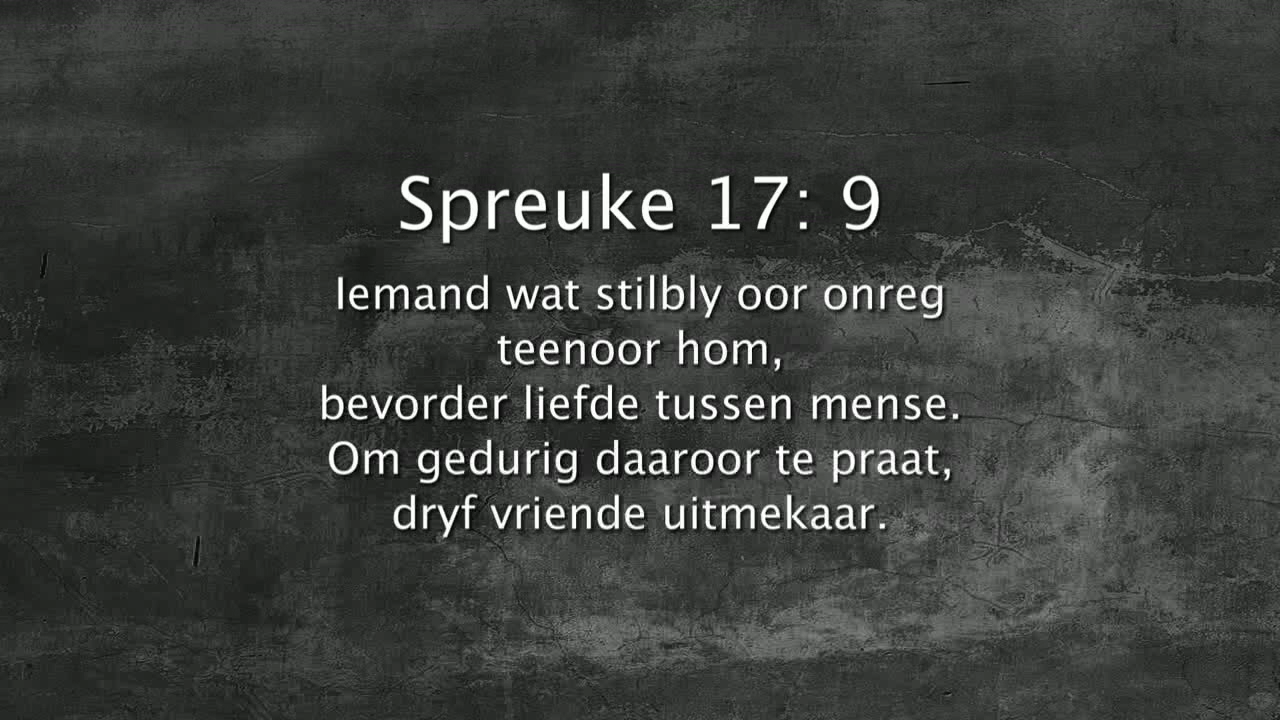 Spreuke 17: 9
Iemand wat stilbly oor onreg
teenoor hom,
bevorder liefde tussen mense.
Om gedurig daaroor te praat,
dryf vriende uitmekaar.